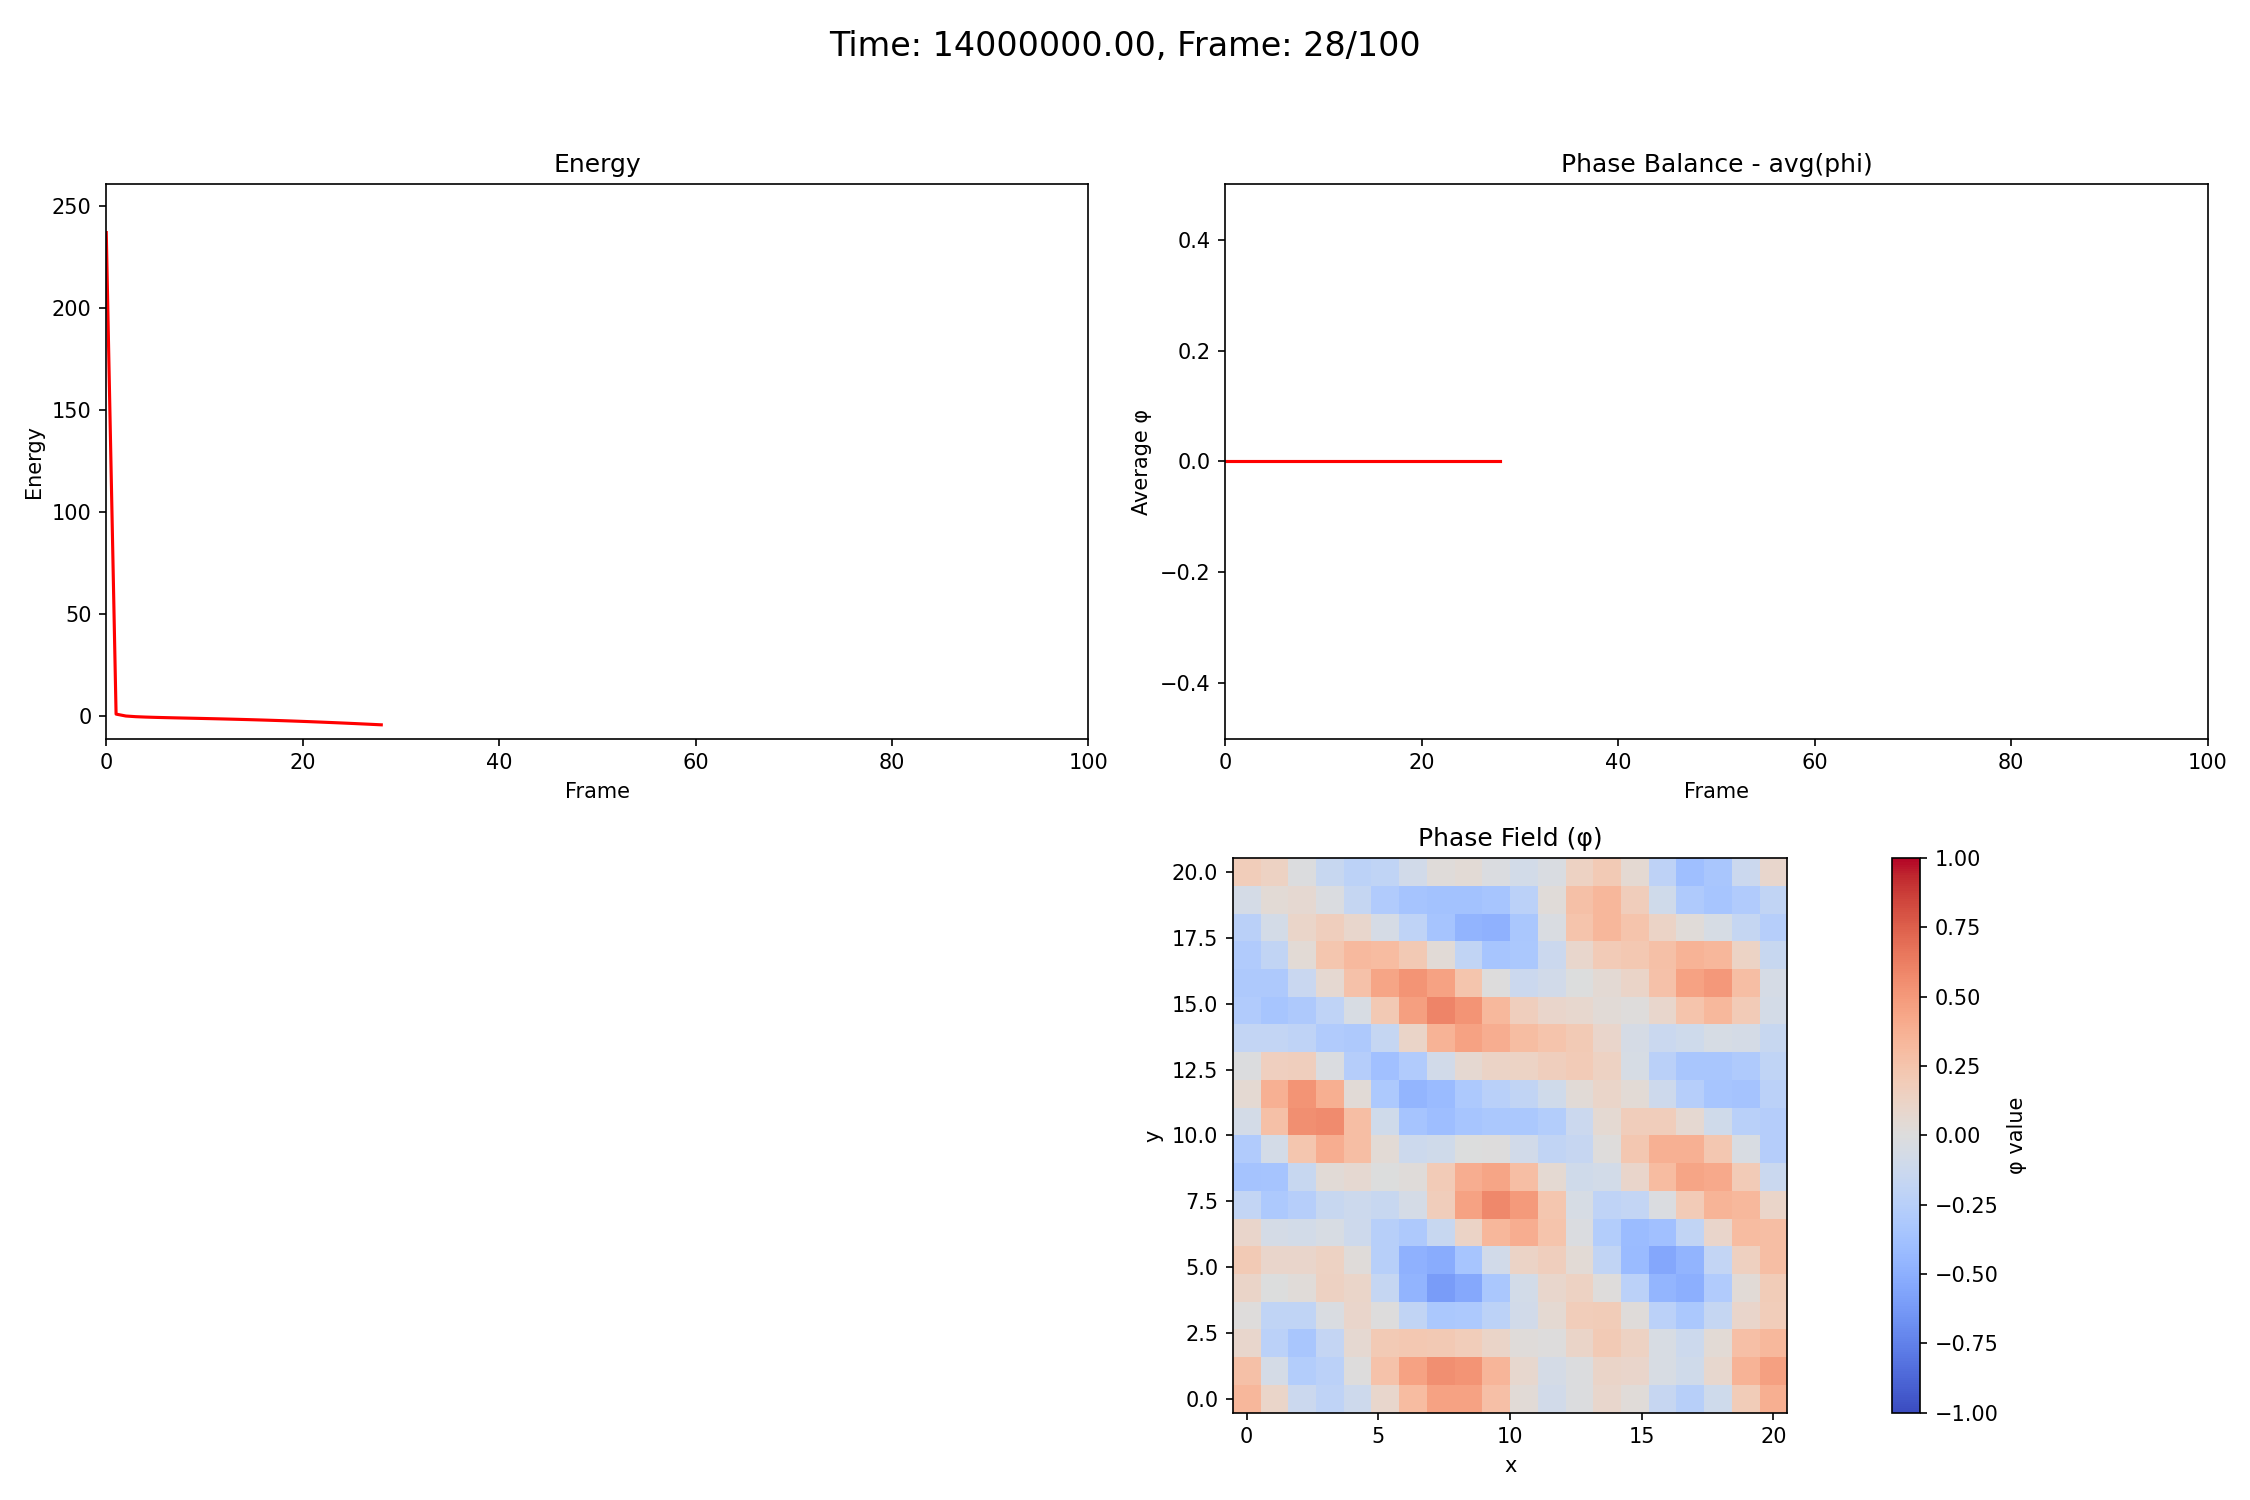 Time: 14000000.00, Frame: 28/100
Energy
250
200
150
100
50
0
Energy
0 20 40 60 80 100
Frame
Phase Balance - avg(phi)
0.4
0.2
0.0
−0.2
−0.4
Average φ
0 20 40 60 80 100
Frame
Phase Field (φ)
20.0
17.5
15.0
12.5
10.0
7.5
5.0
2.5
0.0
y
0 5 10 15 20
x
1.00
0.75
0.50
0.25
0.00
−0.25
−0.50
−0.75
−1.00
φ value